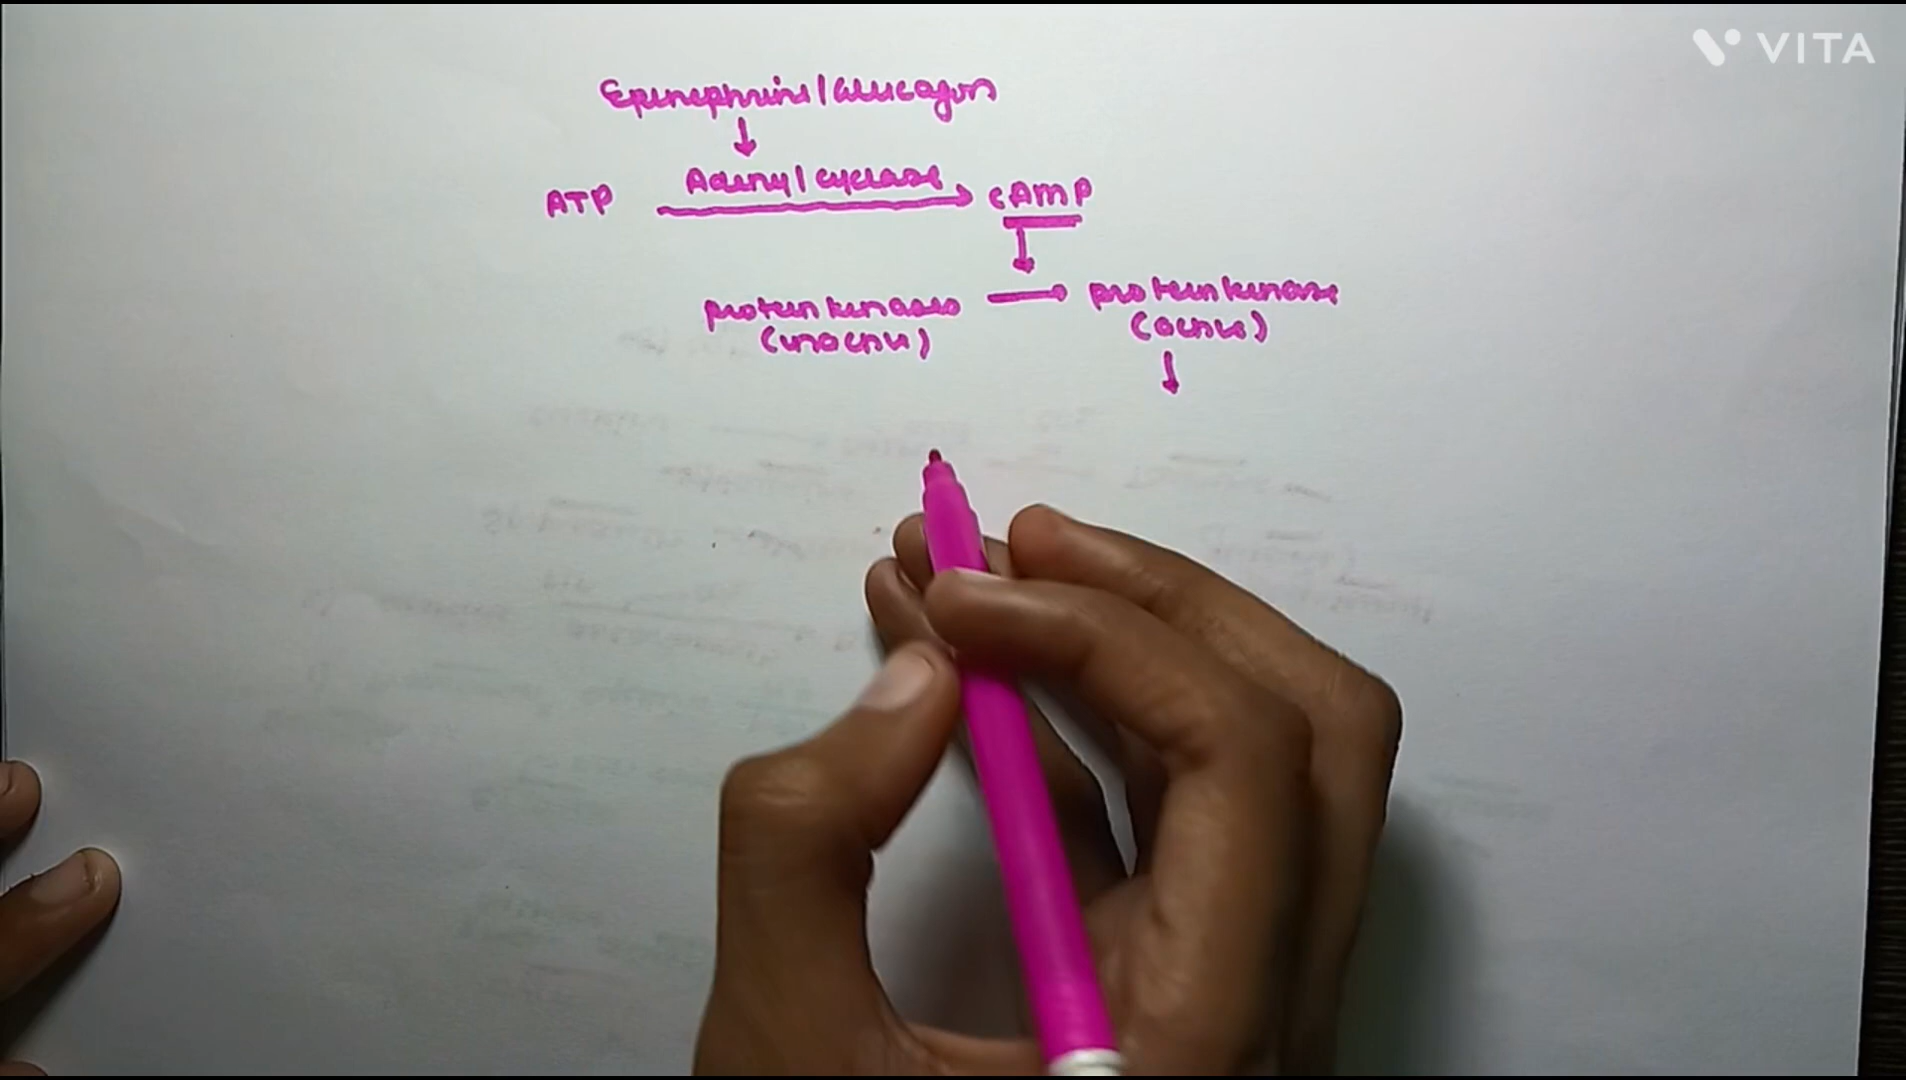 VITA
Epinephrine/Glucagon
Adenyl cyclase
ATP → cAMP
protein kinase → protein kinase
(inactive) (active)